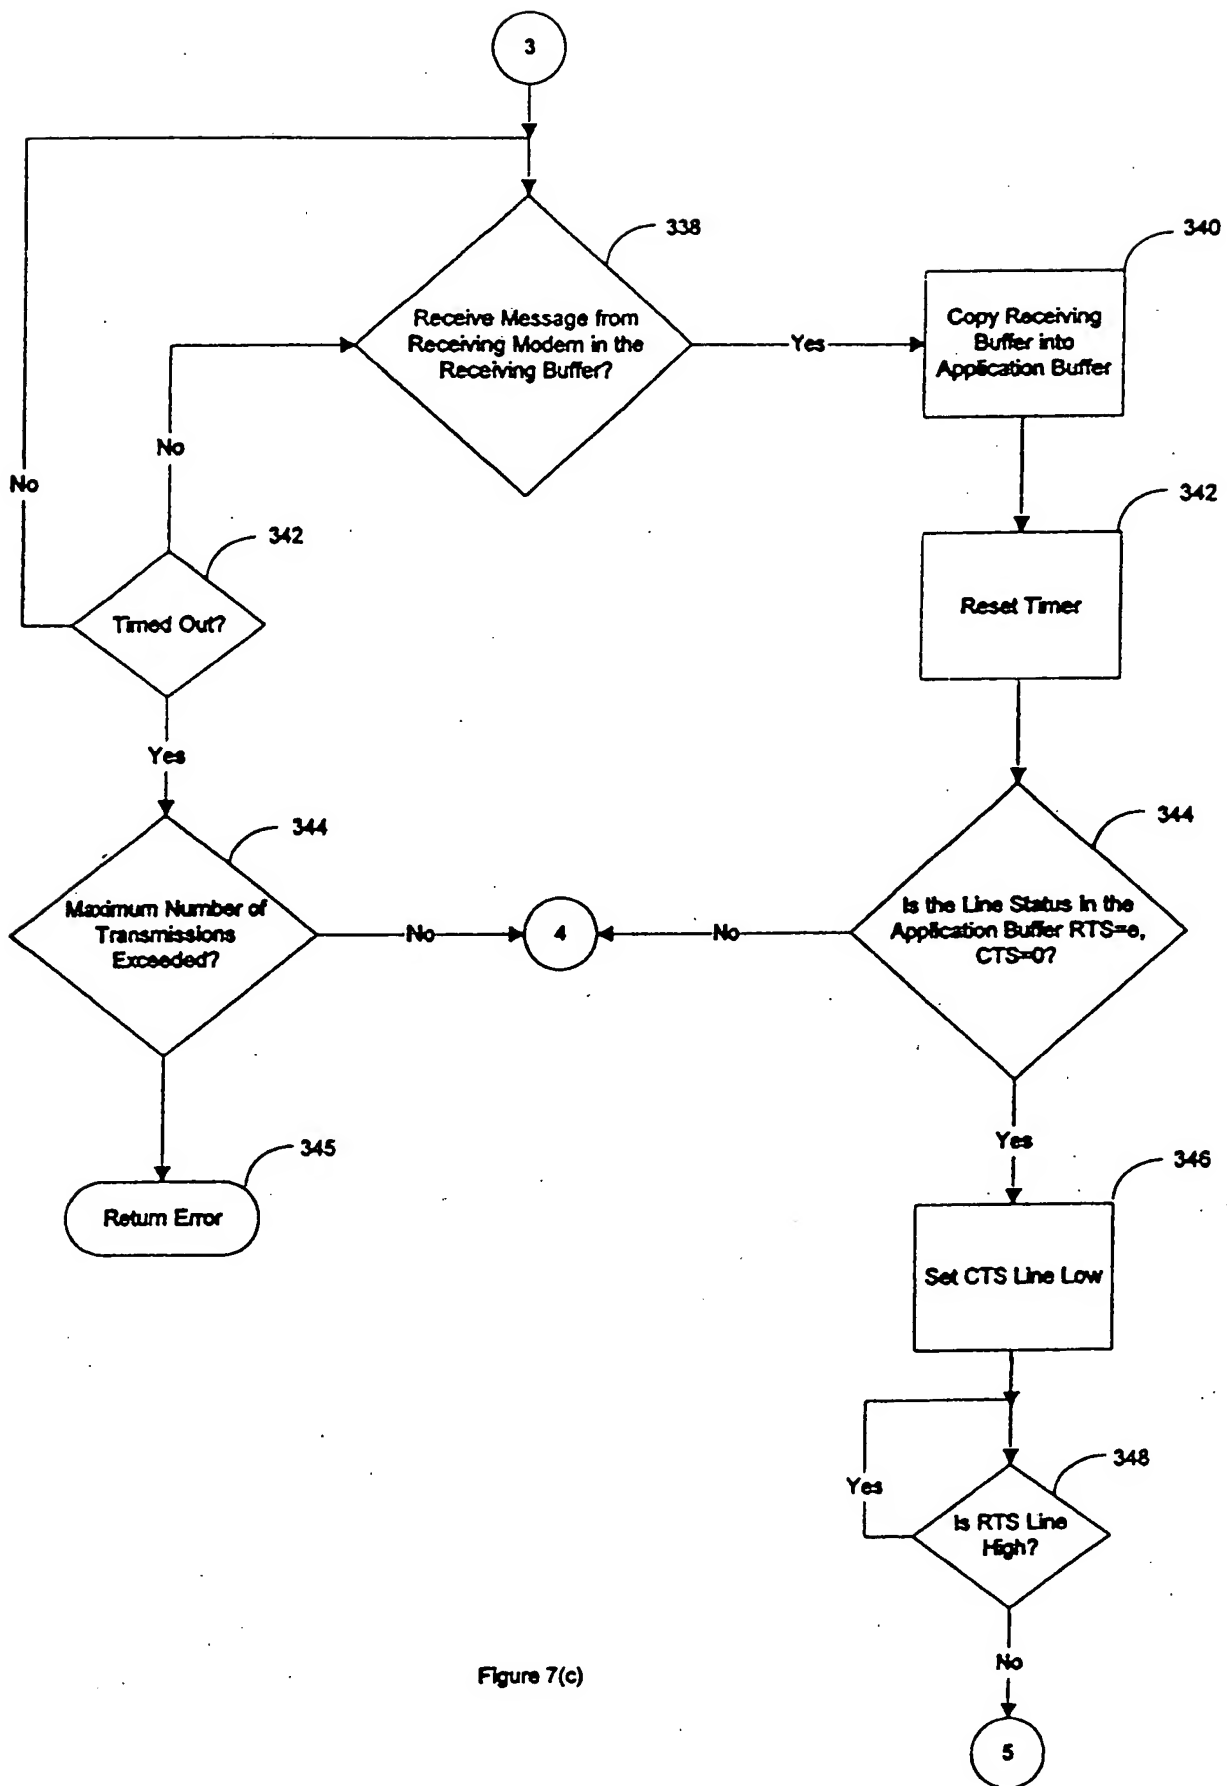 3
338
340
Receive Message from
Receiving Modem in the
Receiving Buffer?
Yes
Copy Receiving
Buffer into
Application Buffer
No
No
342
342
Timed Out?
Reset Timer
Yes
344
344
Maximum Number of
Transmissions
Exceeded?
No
4
No
Is the Line Status in the
Application Buffer RTS=e,
CTS=0?
Yes
345
346
Return Error
Set CTS Line Low
348
Yes
Is RTS Line
High?
No
Figure 7(c)
5